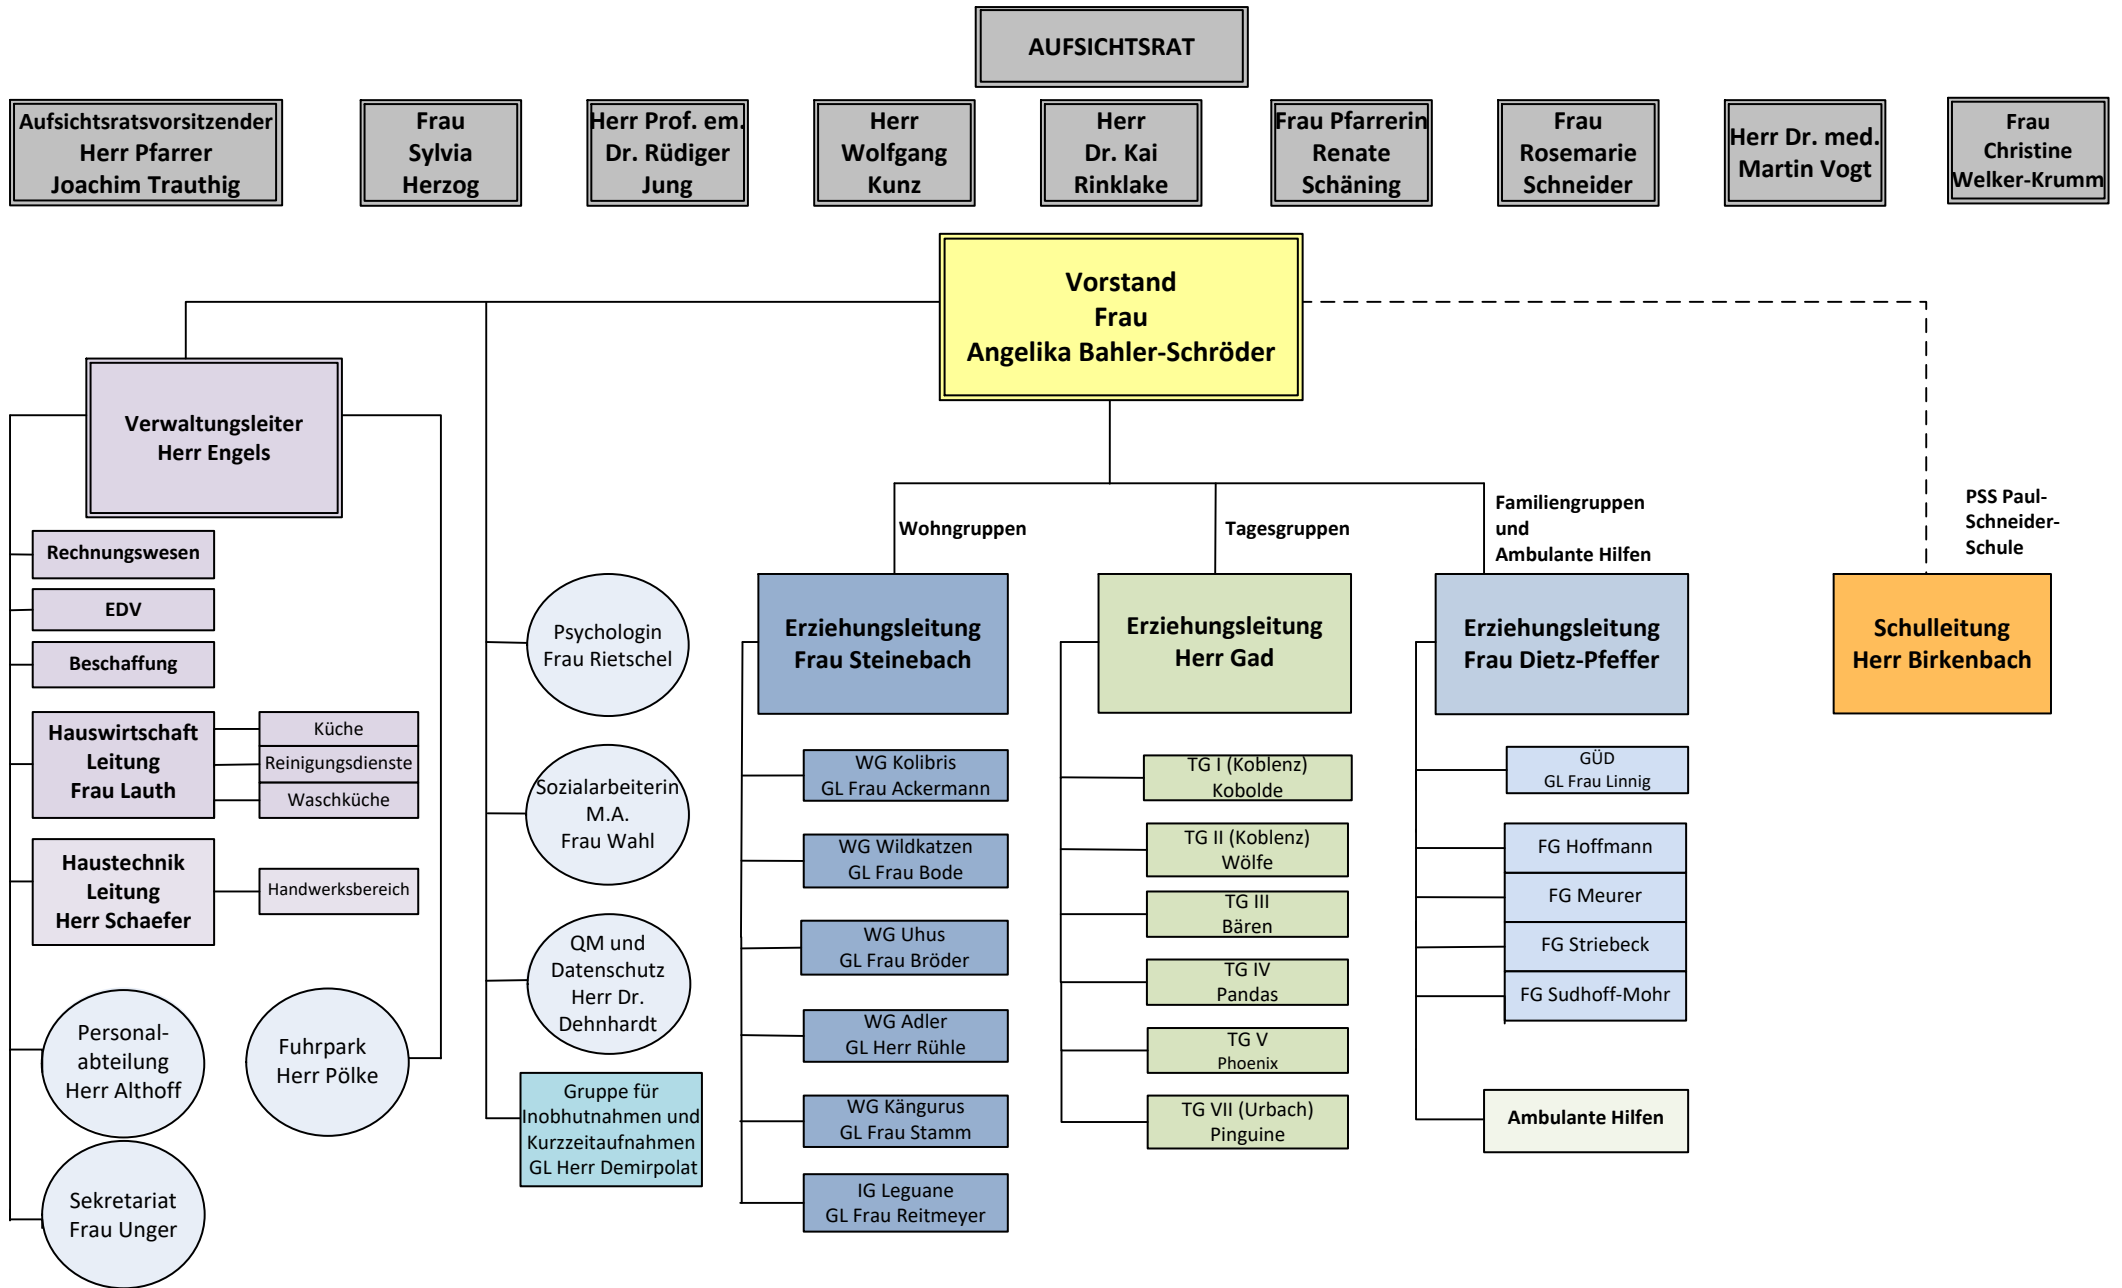 AUFSICHTSRAT
Aufsichtsratsvorsitzender
Herr Pfarrer
Joachim Trauthig
Frau
Sylvia
Herzog
Herr Prof. em.
Dr. Rüdiger
Jung
Herr
Wolfgang
Kunz
Herr
Dr. Kai
Rinklake
Frau Pfarrerin
Renate
Schäning
Frau
Rosemarie
Schneider
Herr Dr. med.
Martin Vogt
Frau
Christine
Welker-Krumm
Vorstand
Frau
Angelika Bahler-Schröder
Verwaltungsleiter
Herr Engels
Rechnungswesen
EDV
Beschaffung
Hauswirtschaft
Leitung
Frau Lauth
Küche
Reinigungsdienste
Waschküche
Haustechnik
Leitung
Herr Schaefer
Handwerksbereich
Personal-
abteilung
Herr Althoff
Fuhrpark
Herr Pölke
Sekretariat
Frau Unger
Psychologin
Frau Rietschel
Sozialarbeiterin
M.A.
Frau Wahl
QM und
Datenschutz
Herr Dr.
Dehnhardt
Gruppe für
Inobhutnahmen und
Kurzzeitaufnahmen
GL Herr Demirpolat
Wohngruppen
Erziehungsleitung
Frau Steinebach
WG Kolibris
GL Frau Ackermann
WG Wildkatzen
GL Frau Bode
WG Uhus
GL Frau Bröder
WG Adler
GL Herr Rühle
WG Kängurus
GL Frau Stamm
IG Leguane
GL Frau Reitmeyer
Tagesgruppen
Erziehungsleitung
Herr Gad
TG I (Koblenz)
Kobolde
TG II (Koblenz)
Wölfe
TG III
Bären
TG IV
Pandas
TG V
Phoenix
TG VII (Urbach)
Pinguine
Familiengruppen
und
Ambulante Hilfen
Erziehungsleitung
Frau Dietz-Pfeffer
GÜD
GL Frau Linnig
FG Hoffmann
FG Meurer
FG Striebeck
FG Sudhoff-Mohr
Ambulante Hilfen
PSS Paul-
Schneider-
Schule
Schulleitung
Herr Birkenbach